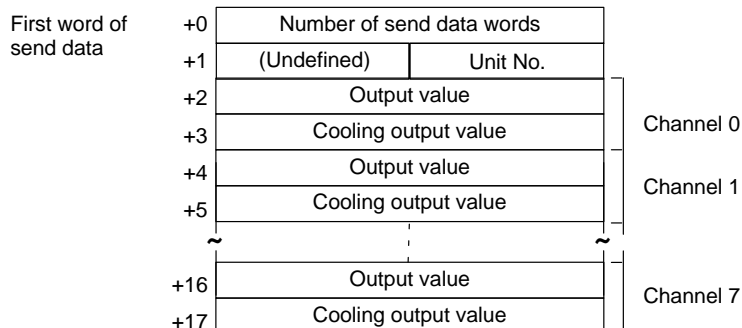 First word of
send data
+0 Number of send data words
+1 (Undefined) Unit No.
+2 Output value
+3 Cooling output value
Channel 0
+4 Output value
+5 Cooling output value
Channel 1
~ ~
+16 Output value
+17 Cooling output value
Channel 7